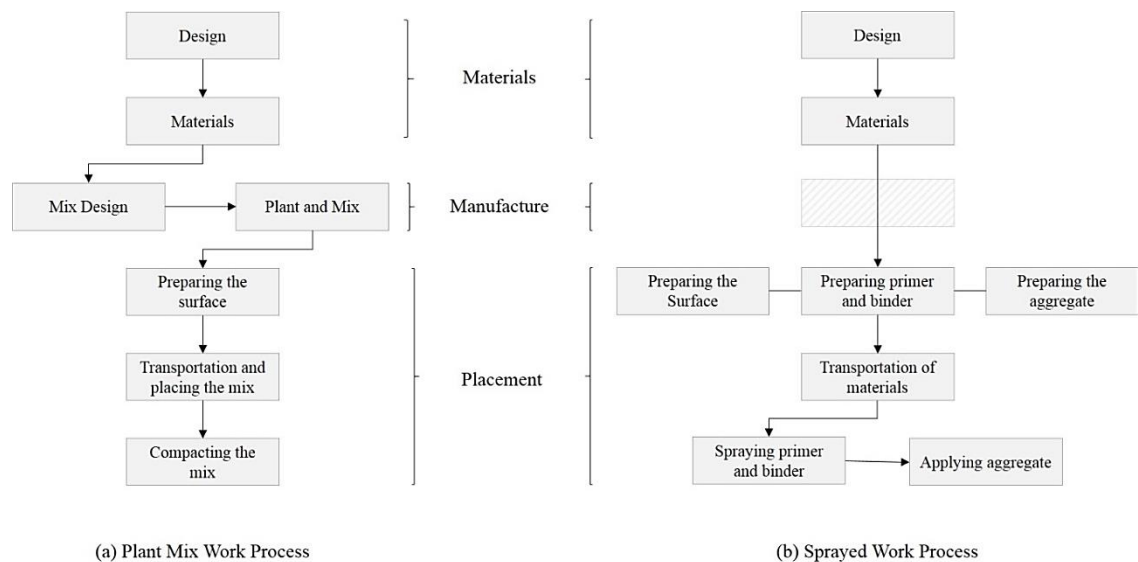 Design
Materials
Mix Design
Plant and Mix
Preparing the
surface
Transportation and
placing the mix
Compacting the
mix
(a) Plant Mix Work Process
Materials
Manufacture
Placement
Design
Materials
Preparing the
Surface
Preparing primer
and binder
Preparing the
aggregate
Transportation of
materials
Spraying primer
and binder
Applying aggregate
(b) Sprayed Work Process